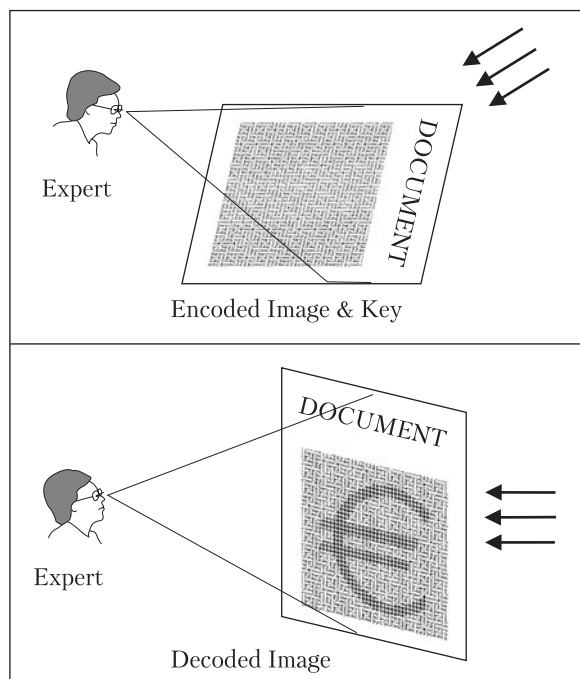 Expert
DOCUMENT
Encoded Image & Key
DOCUMENT
€
Expert
Decoded Image